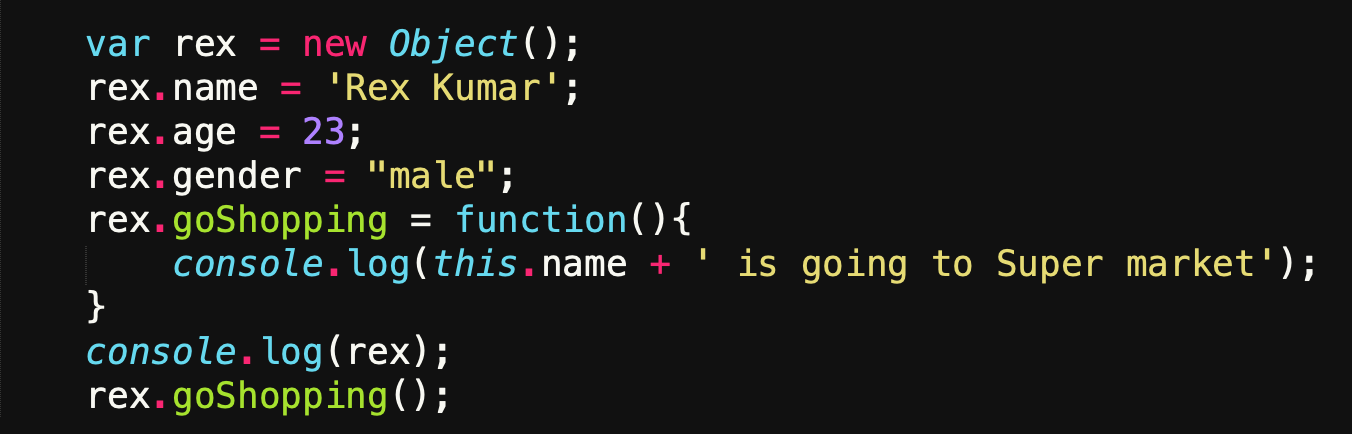 var rex = new Object();
rex.name = 'Rex Kumar';
rex.age = 23;
rex.gender = "male";
rex.goShopping = function(){
    console.log(this.name + ' is going to Super market');
}
console.log(rex);
rex.goShopping();